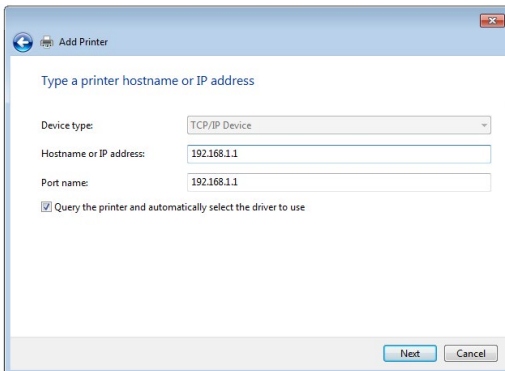 Add Printer
Type a printer hostname or IP address
Device type: TCP/IP Device
Hostname or IP address: 192.168.1.1
Port name: 192.168.1.1
Query the printer and automatically select the driver to use
Next Cancel